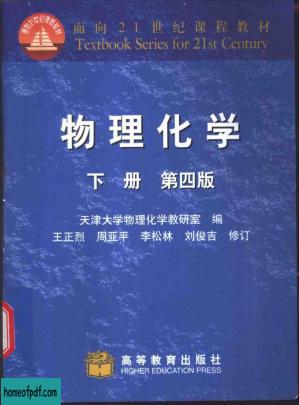 面向21世纪课程教材
Textbook Series for 21st Century
物理化学
下册 第四版
天津大学物理化学教研室 编
王正烈 周亚平 李松林 刘俊吉 修订
高等教育出版社
HIGHER EDUCATION PRESS
homeofpdf.com